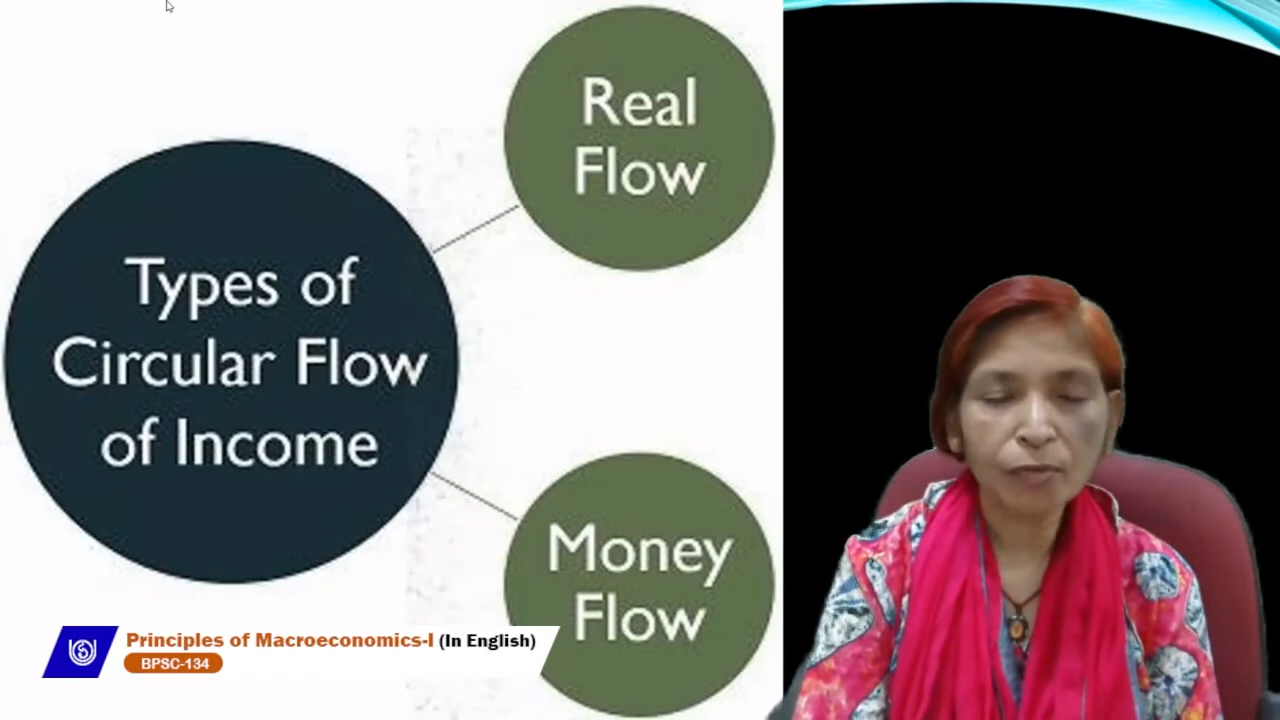 Real
Flow
Types of
Circular Flow
of Income
Money
Flow
Principles of Macroeconomics-I (In English)
BPSC-134